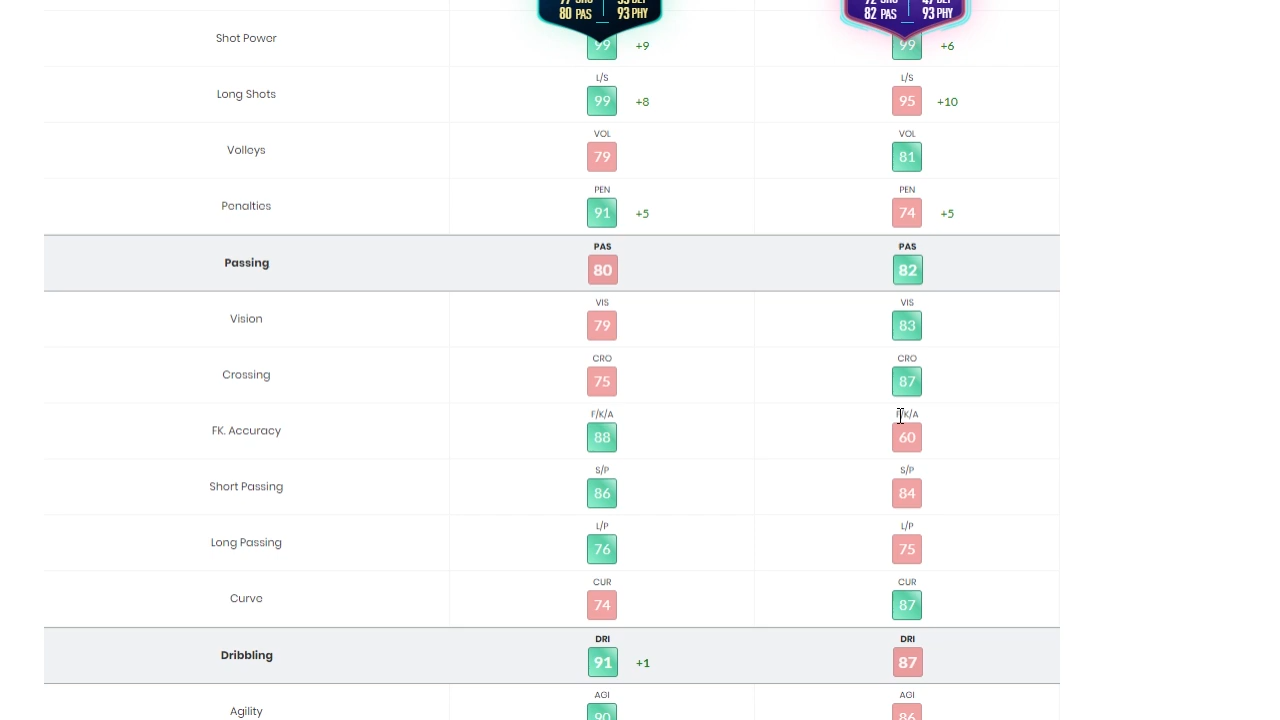 80 PAS 93 PHY
82 PAS 93 PHY
Shot Power 99 +9 99 +6
L/S L/S
Long Shots 99 +8 95 +10
VOL VOL
Volleys 79 81
PEN PEN
Penalties 91 +5 74 +5
PAS PAS
Passing 80 82
VIS VIS
Vision 79 83
CRO CRO
Crossing 75 87
F/K/A F/K/A
FK. Accuracy 88 60
S/P S/P
Short Passing 86 84
L/P L/P
Long Passing 76 75
CUR CUR
Curve 74 87
DRI DRI
Dribbling 91 +1 87
AGI AGI
Agility 90 86